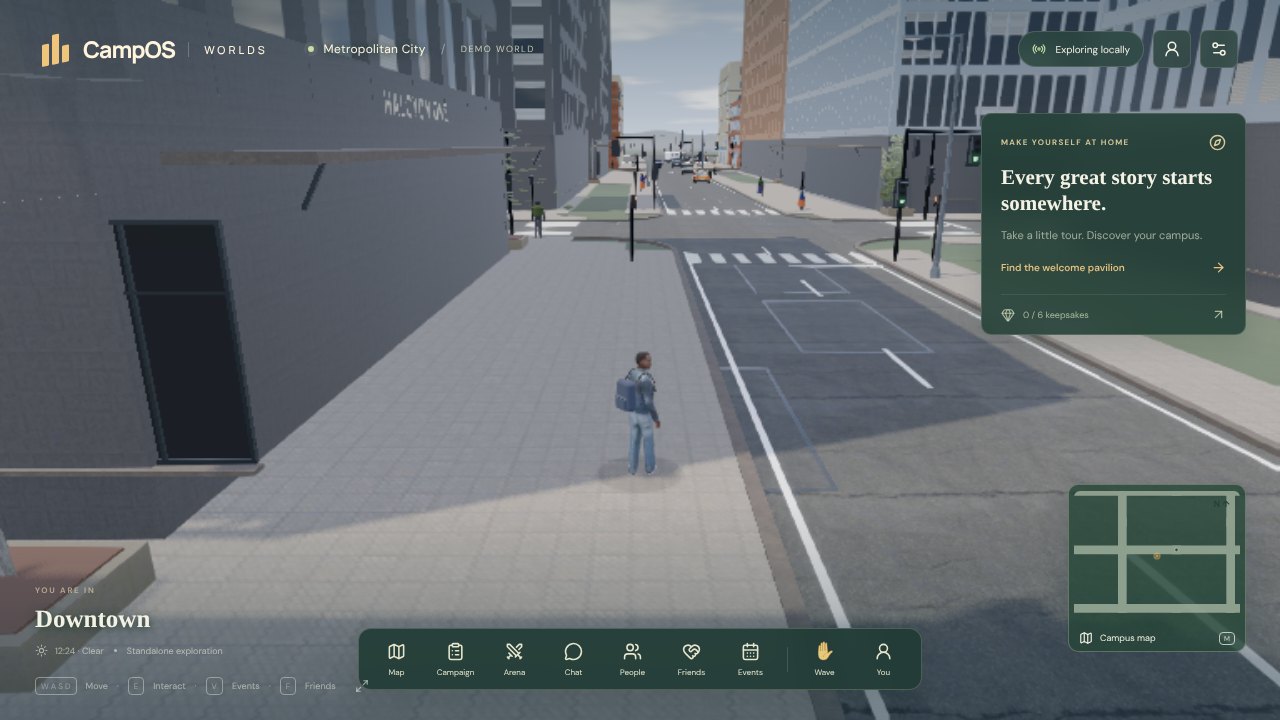 CampOS WORLDS Metropolitan City / DEMO WORLD
Exploring locally
HALCYON ONE
MAKE YOURSELF AT HOME
Every great story starts
somewhere.
Take a little tour. Discover your campus.
Find the welcome pavilion
0 / 6 keepsakes
N
Campus map M
YOU ARE IN
Downtown
12:24 · Clear • Standalone exploration
WASD Move · E Interact · V Events · F Friends
Map Campaign Arena Chat People Friends Events Wave You